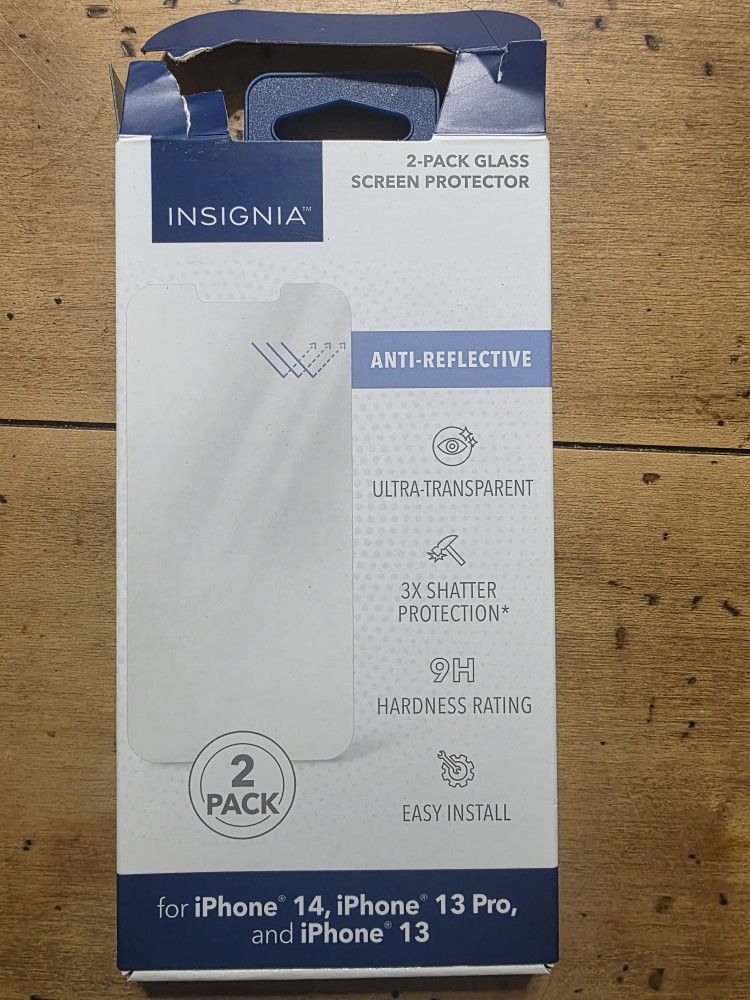 INSIGNIA™
2-PACK GLASS
SCREEN PROTECTOR
ANTI-REFLECTIVE
ULTRA-TRANSPARENT
3X SHATTER
PROTECTION*
9H
HARDNESS RATING
EASY INSTALL
2
PACK
for iPhone® 14, iPhone® 13 Pro,
and iPhone® 13